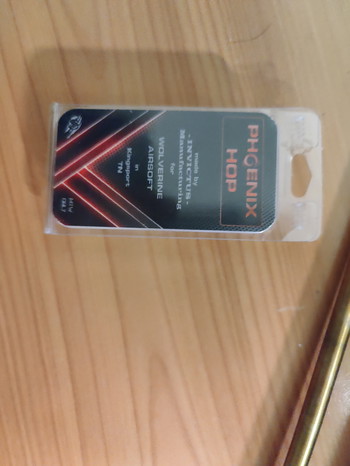 PHOENIX
HOP
made by
-INVICTUS-
Manufacturing
for
WOLVERINE
AIRSOFT
in
Kingsport
TN